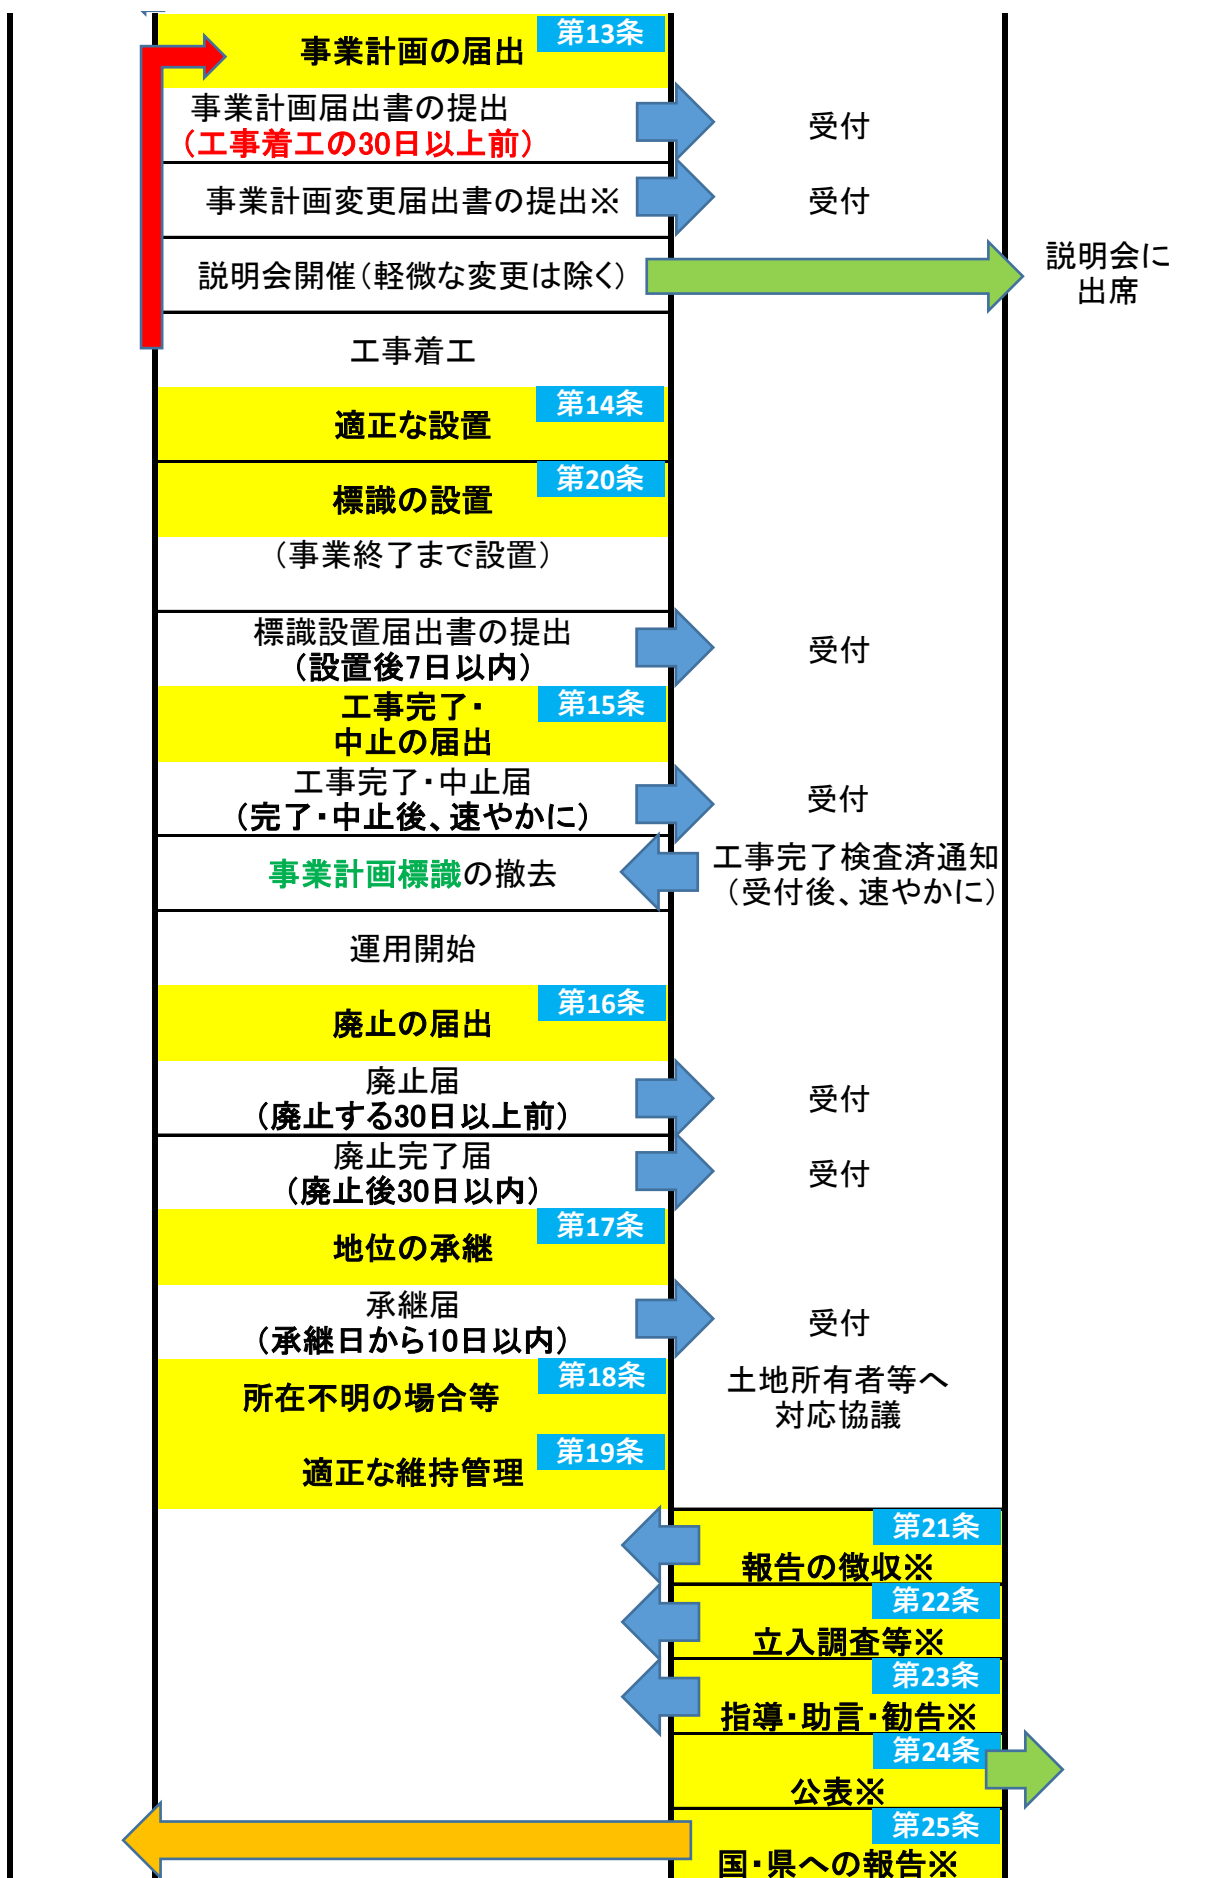 第13条
事業計画の届出
事業計画届出書の提出
（工事着工の30日以上前）
受付
事業計画変更届出書の提出※
受付
説明会開催（軽微な変更は除く）
説明会に
出席
工事着工
第14条
適正な設置
第20条
標識の設置
（事業終了まで設置）
標識設置届出書の提出
（設置後7日以内）
受付
第15条
工事完了・
中止の届出
工事完了・中止届
（完了・中止後、速やかに）
受付
事業計画標識の撤去
工事完了検査済通知
（受付後、速やかに）
運用開始
第16条
廃止の届出
廃止届
（廃止する30日以上前）
受付
廃止完了届
（廃止後30日以内）
受付
第17条
地位の承継
承継届
（承継日から10日以内）
受付
第18条
所在不明の場合等
土地所有者等へ
対応協議
第19条
適正な維持管理
第21条
報告の徴収※
第22条
立入調査等※
第23条
指導・助言・勧告※
第24条
公表※
第25条
国・県への報告※